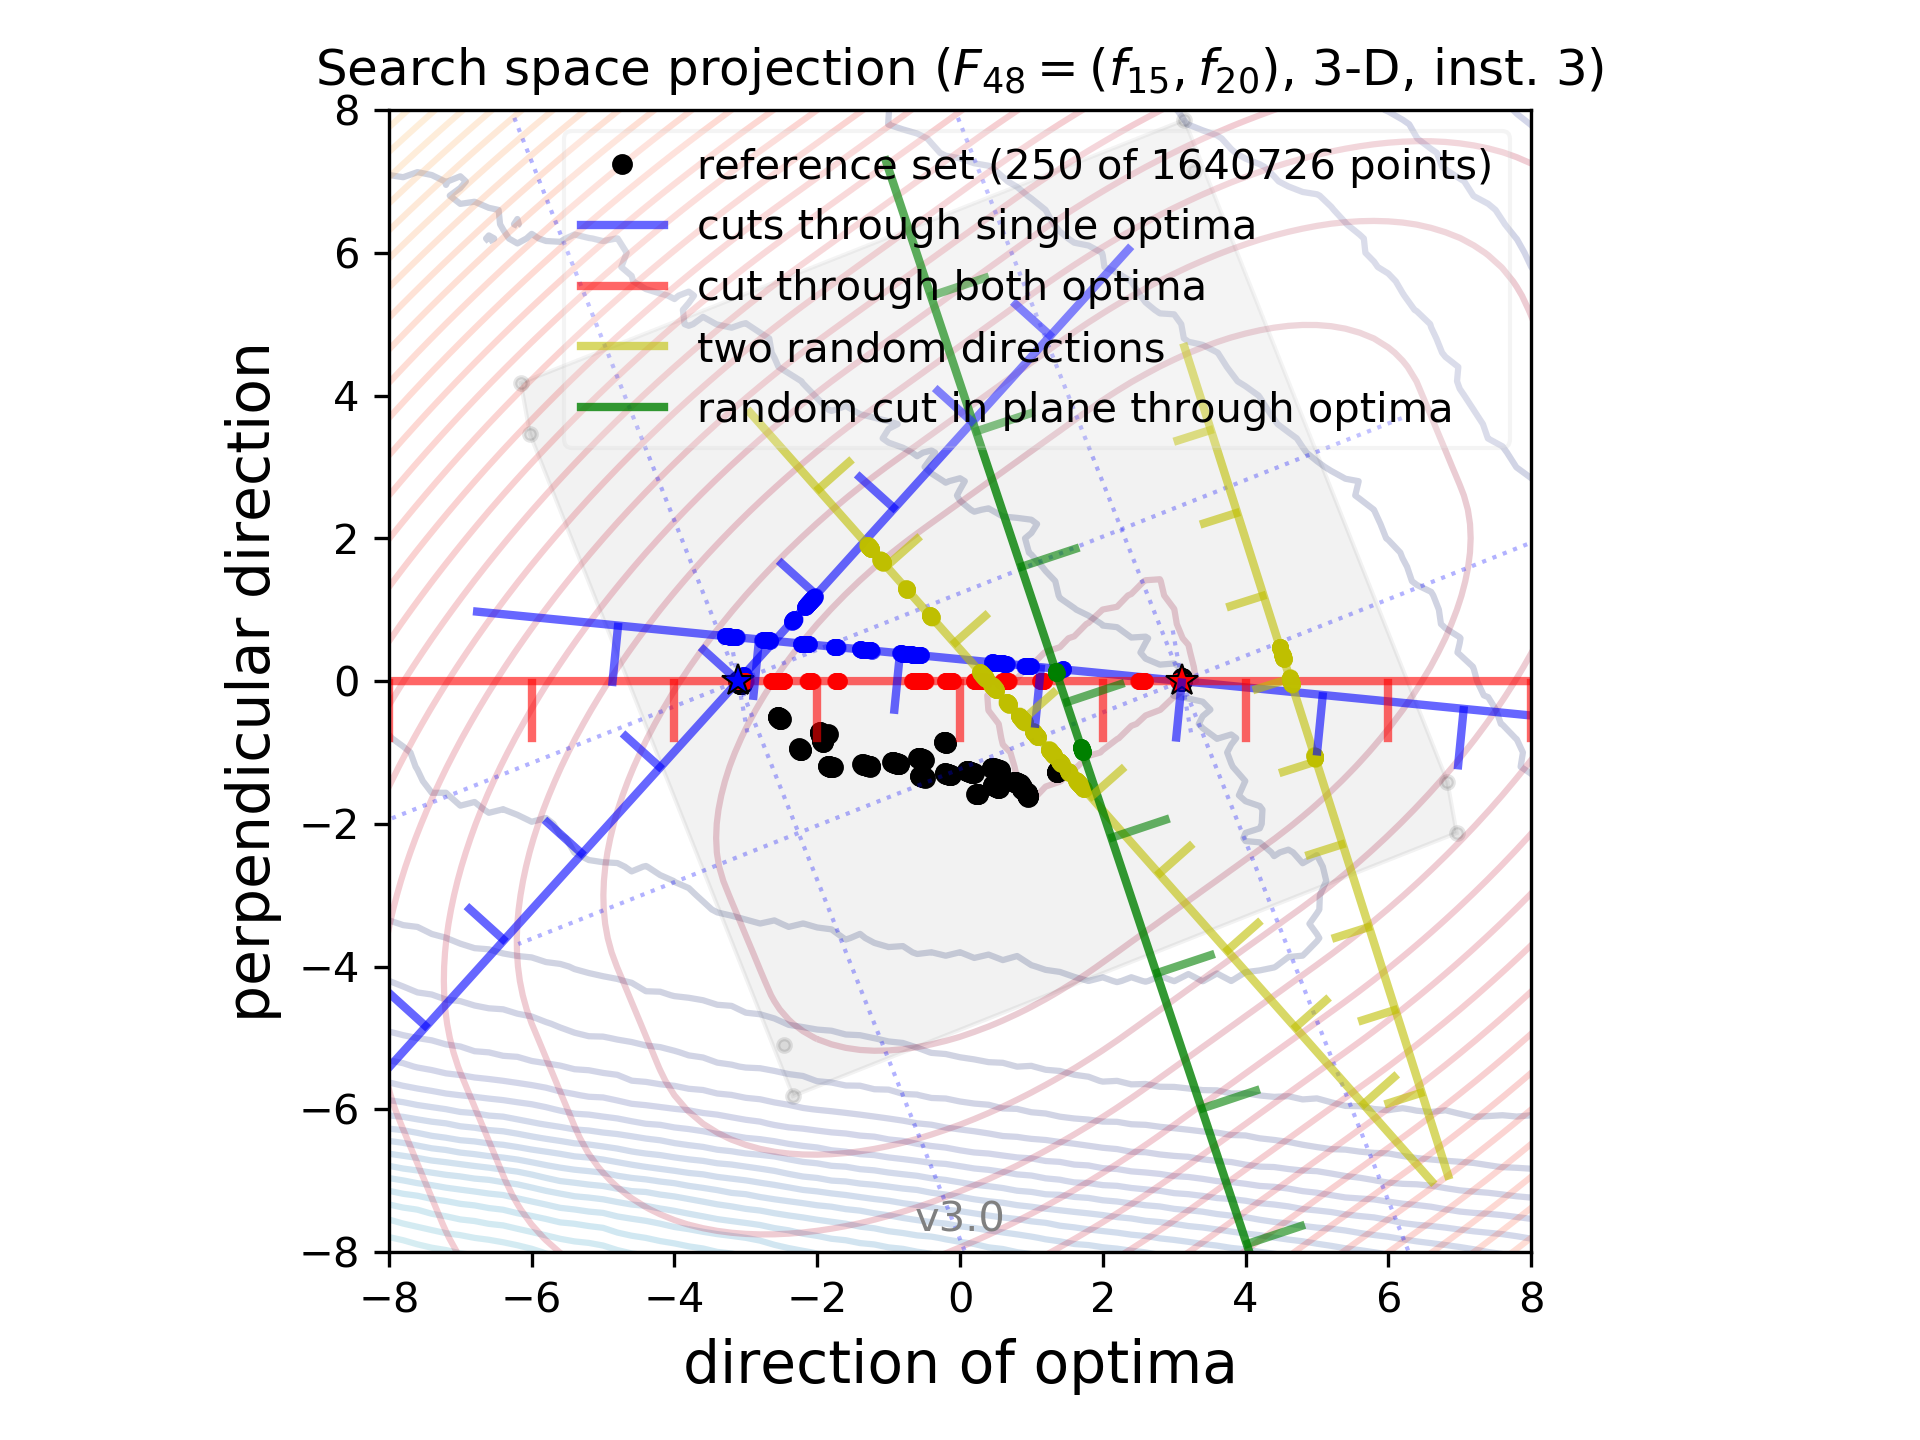 Search space projection (F₄₈ = (f₁₅, f₂₀), 3-D, inst. 3)
8
6
4
2
0
−2
−4
−6
−8
perpendicular direction
reference set (250 of 1640726 points)
cuts through single optima
cut through both optima
two random directions
random cut in plane through optima
v3.0
−8 −6 −4 −2 0 2 4 6 8
direction of optima